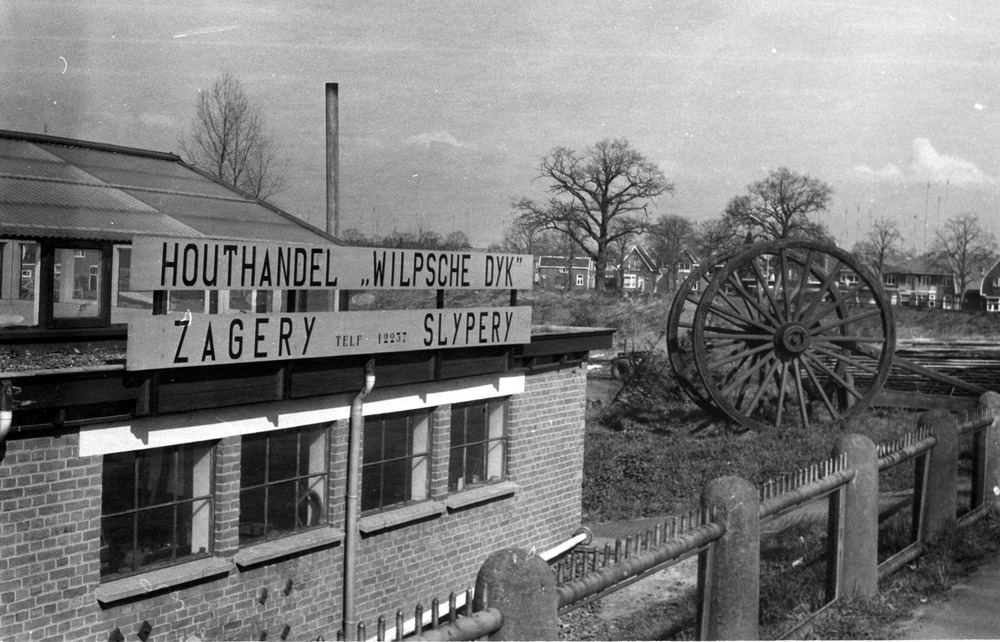 HOUTHANDEL „WILPSCHE DYK"
ZAGERY TELF 12237 SLYPERY